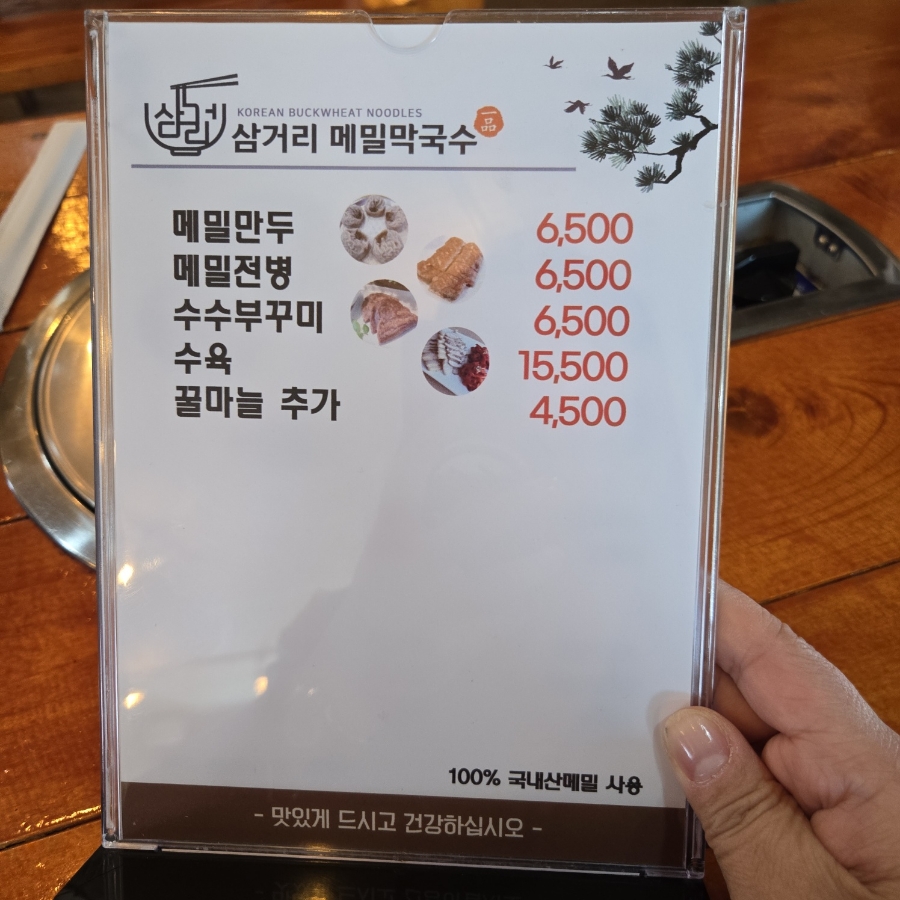 삼거리
KOREAN BUCKWHEAT NOODLES
삼거리 메밀막국수
一品
메밀만두 6,500
메밀전병 6,500
수수부꾸미 6,500
수육 15,500
꿀마늘 추가 4,500
100% 국내산메밀 사용
- 맛있게 드시고 건강하십시오 -